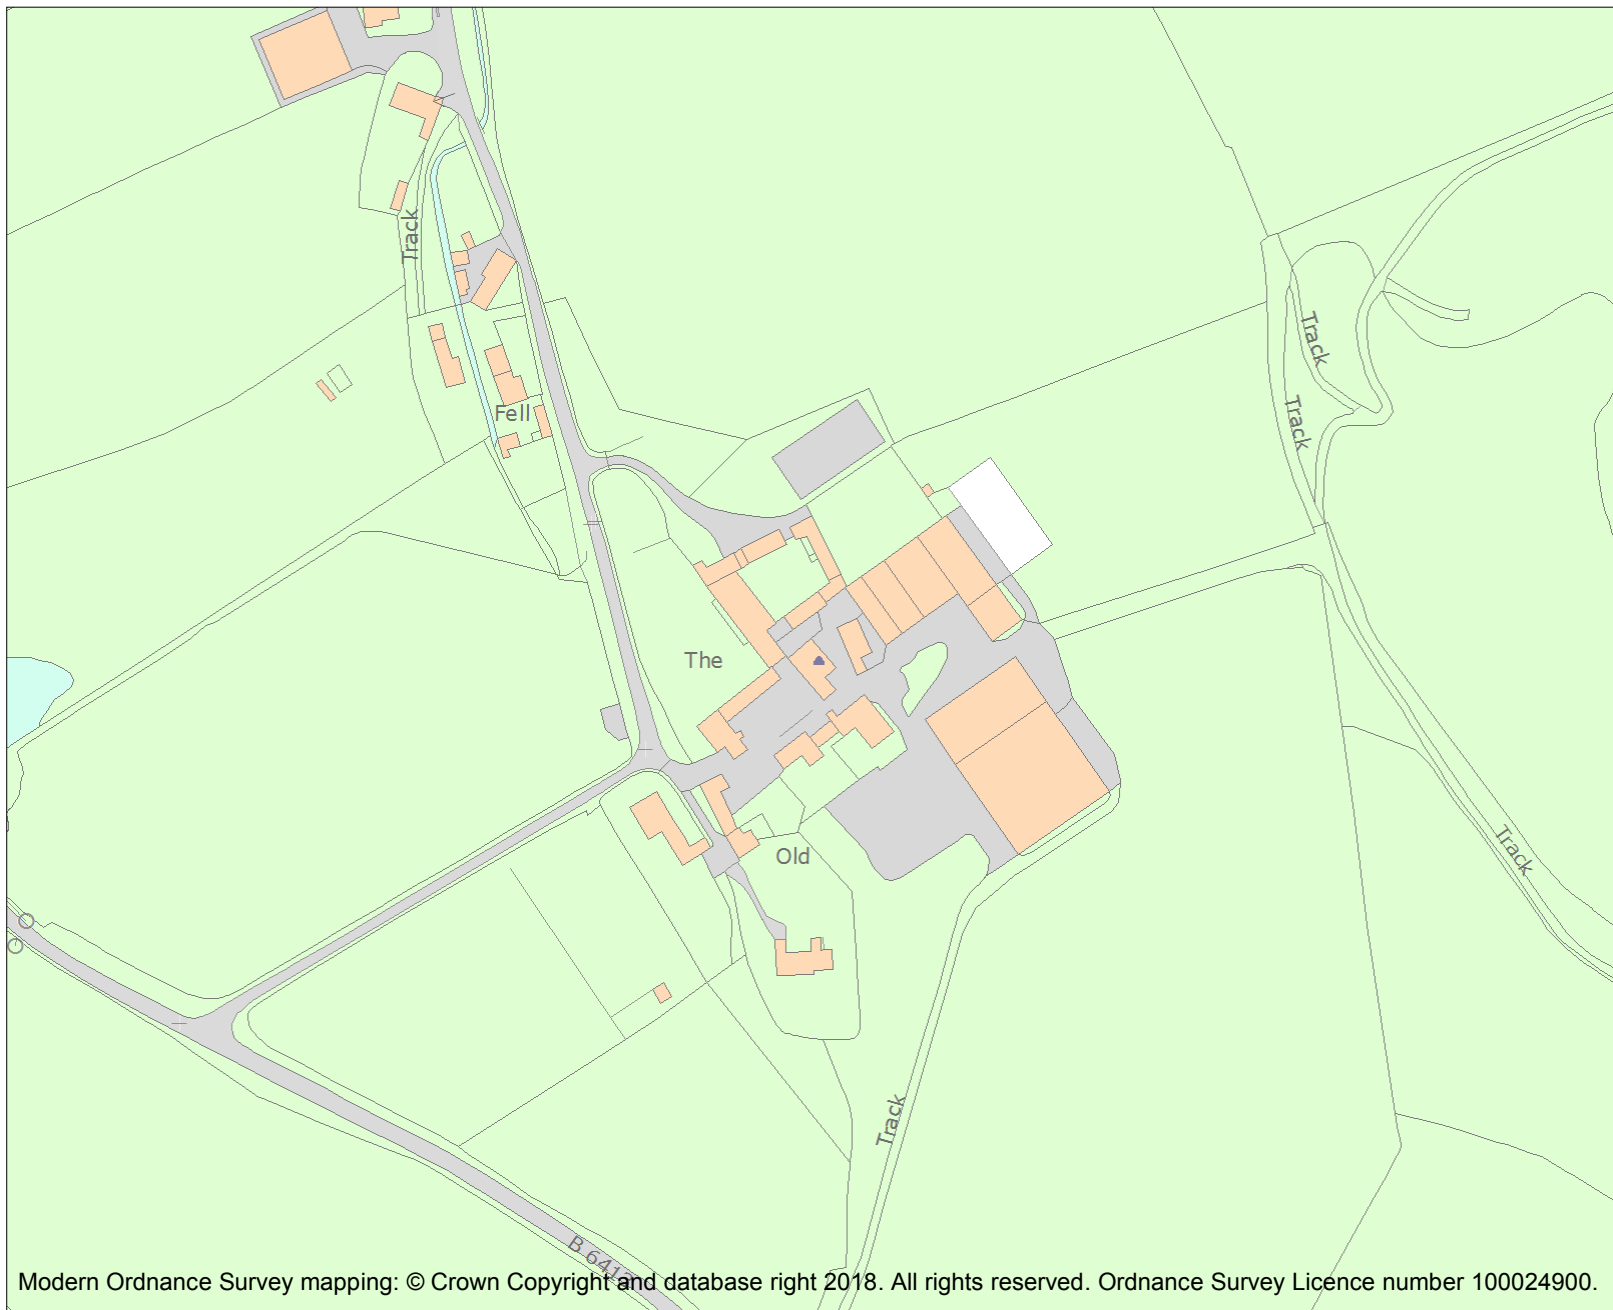 Track
Track
Fell
Track
The
Old
Track
Track
B 6412
Modern Ordnance Survey mapping: © Crown Copyright and database right 2018. All rights reserved. Ordnance Survey Licence number 100024900.